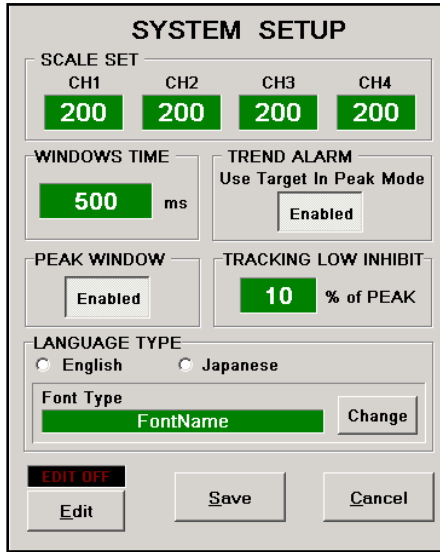 SYSTEM SETUP
SCALE SET
CH1 CH2 CH3 CH4
200 200 200 200
WINDOWS TIME
500 ms
TREND ALARM
Use Target In Peak Mode
Enabled
PEAK WINDOW
Enabled
TRACKING LOW INHIBIT
10 % of PEAK
LANGUAGE TYPE
English Japanese
Font Type
FontName
Change
EDIT OFF
Edit Save Cancel